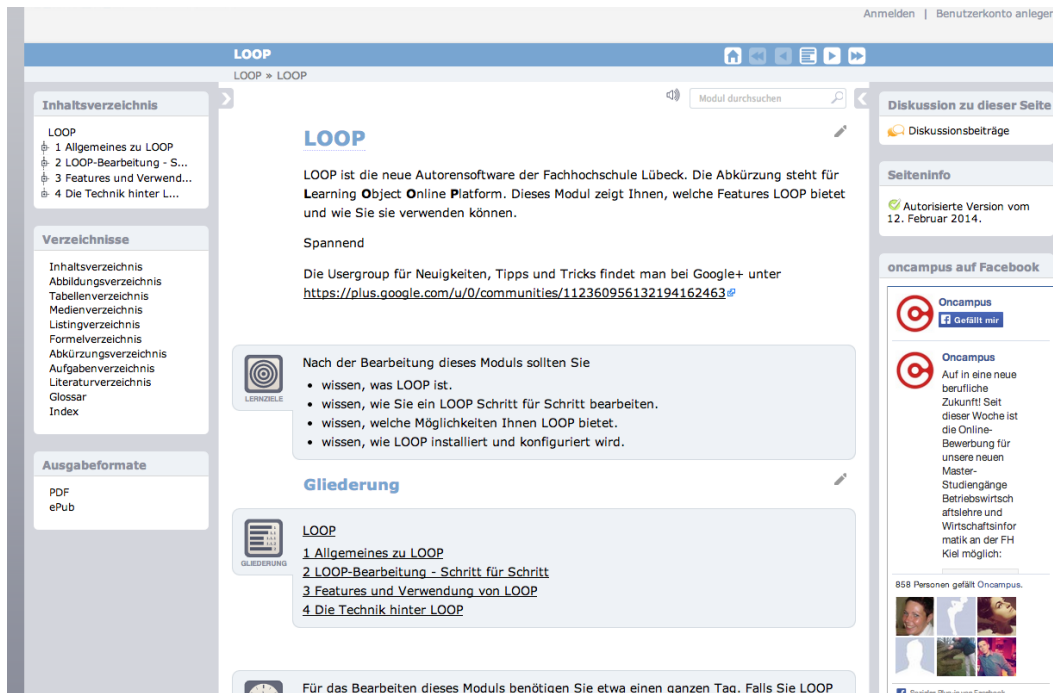 Anmelden | Benutzerkonto anlegen
LOOP
LOOP » LOOP
Inhaltsverzeichnis
LOOP
1 Allgemeines zu LOOP
2 LOOP-Bearbeitung - S...
3 Features und Verwend...
4 Die Technik hinter L...
Verzeichnisse
Inhaltsverzeichnis
Abbildungsverzeichnis
Tabellenverzeichnis
Medienverzeichnis
Listingverzeichnis
Formelverzeichnis
Abkürzungsverzeichnis
Aufgabenverzeichnis
Literaturverzeichnis
Glossar
Index
Ausgabeformate
PDF
ePub
Modul durchsuchen
LOOP
LOOP ist die neue Autorensoftware der Fachhochschule Lübeck. Die Abkürzung steht für
Learning Object Online Platform. Dieses Modul zeigt Ihnen, welche Features LOOP bietet
und wie Sie sie verwenden können.
Spannend
Die Usergroup für Neuigkeiten, Tipps und Tricks findet man bei Google+ unter
https://plus.google.com/u/0/communities/112360956132194162463
LERNZIELE
Nach der Bearbeitung dieses Moduls sollten Sie
• wissen, was LOOP ist.
• wissen, wie Sie ein LOOP Schritt für Schritt bearbeiten.
• wissen, welche Möglichkeiten Ihnen LOOP bietet.
• wissen, wie LOOP installiert und konfiguriert wird.
Gliederung
GLIEDERUNG
LOOP
1 Allgemeines zu LOOP
2 LOOP-Bearbeitung - Schritt für Schritt
3 Features und Verwendung von LOOP
4 Die Technik hinter LOOP
Für das Bearbeiten dieses Moduls benötigen Sie etwa einen ganzen Tag. Falls Sie LOOP
Diskussion zu dieser Seite
Diskussionsbeiträge
Seiteninfo
Autorisierte Version vom
12. Februar 2014.
oncampus auf Facebook
Oncampus
Gefällt mir
Oncampus
Auf in eine neue
berufliche
Zukunft! Seit
dieser Woche ist
die Online-
Bewerbung für
unsere neuen
Master-
Studiengänge
Betriebswirtsch
aftslehre und
Wirtschaftsinfor
matik an der FH
Kiel möglich:
858 Personen gefällt Oncampus.